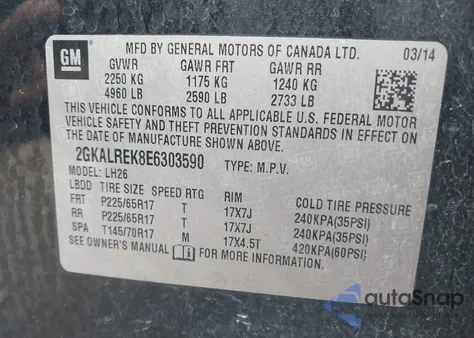 GM
MFD BY GENERAL MOTORS OF CANADA LTD. 03/14
GVWR GAWR FRT GAWR RR
2250 KG 1175 KG 1240 KG
4960 LB 2590 LB 2733 LB
THIS VEHICLE CONFORMS TO ALL APPLICABLE U.S. FEDERAL MOTOR
VEHICLE SAFETY AND THEFT PREVENTION STANDARDS IN EFFECT ON
THE DATE OF MANUFACTURE SHOWN ABOVE.
2GKALREK8E6303590 TYPE: M.P.V.
MODEL: LH26
LBDD TIRE SIZE SPEED RTG RIM COLD TIRE PRESSURE
FRT P225/65R17 T 17X7J 240KPA(35PSI)
RR P225/65R17 T 17X7J 240KPA(35PSI)
SPA T145/70R17 M 17X4.5T 420KPA(60PSI)
SEE OWNER'S MANUAL FOR MORE INFORMATION
autoSnap